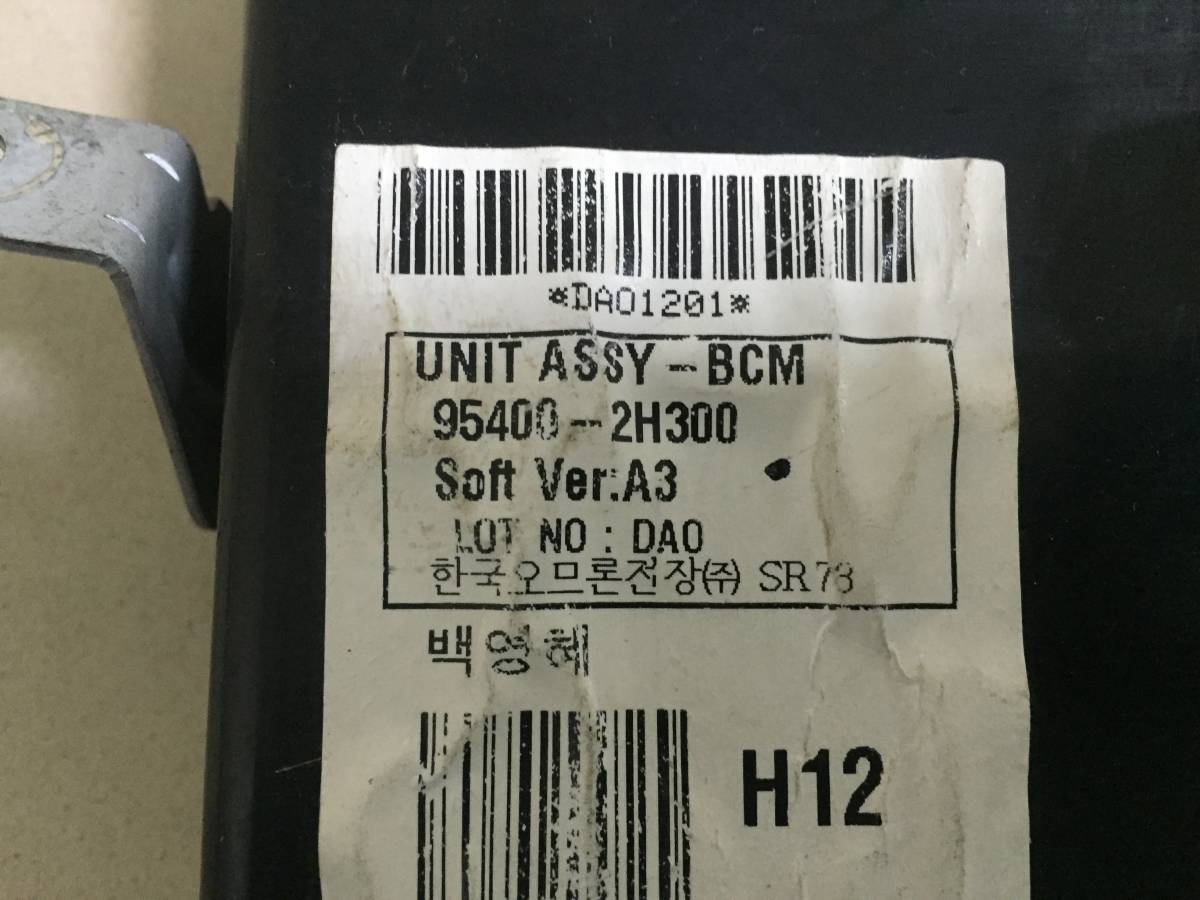 *DA01201*
UNIT ASSY-BCM
95400-2H300
Soft Ver:A3
LOT NO : DA0
한국오므론전장㈜ SR73
백영혜
H12